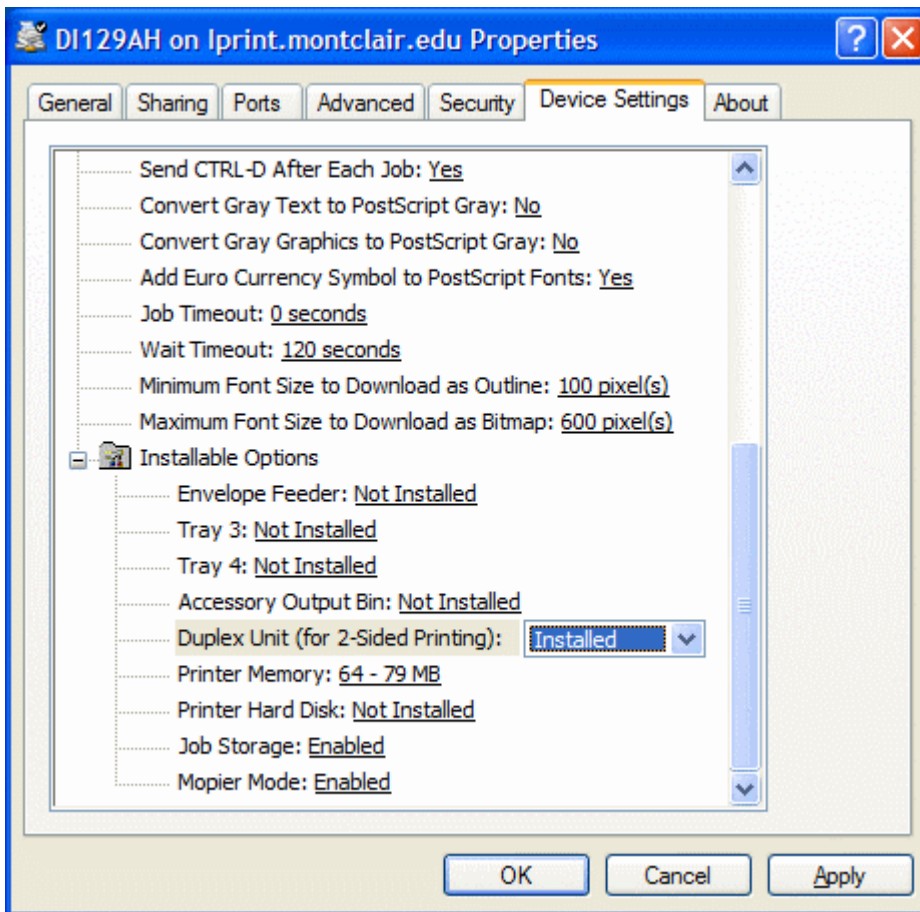 DI129AH on Iprint.montclair.edu Properties
General Sharing Ports Advanced Security Device Settings About
Send CTRL-D After Each Job: Yes
Convert Gray Text to PostScript Gray: No
Convert Gray Graphics to PostScript Gray: No
Add Euro Currency Symbol to PostScript Fonts: Yes
Job Timeout: 0 seconds
Wait Timeout: 120 seconds
Minimum Font Size to Download as Outline: 100 pixel(s)
Maximum Font Size to Download as Bitmap: 600 pixel(s)
Installable Options
Envelope Feeder: Not Installed
Tray 3: Not Installed
Tray 4: Not Installed
Accessory Output Bin: Not Installed
Duplex Unit (for 2-Sided Printing): Installed
Printer Memory: 64 - 79 MB
Printer Hard Disk: Not Installed
Job Storage: Enabled
Mopier Mode: Enabled
OK Cancel Apply